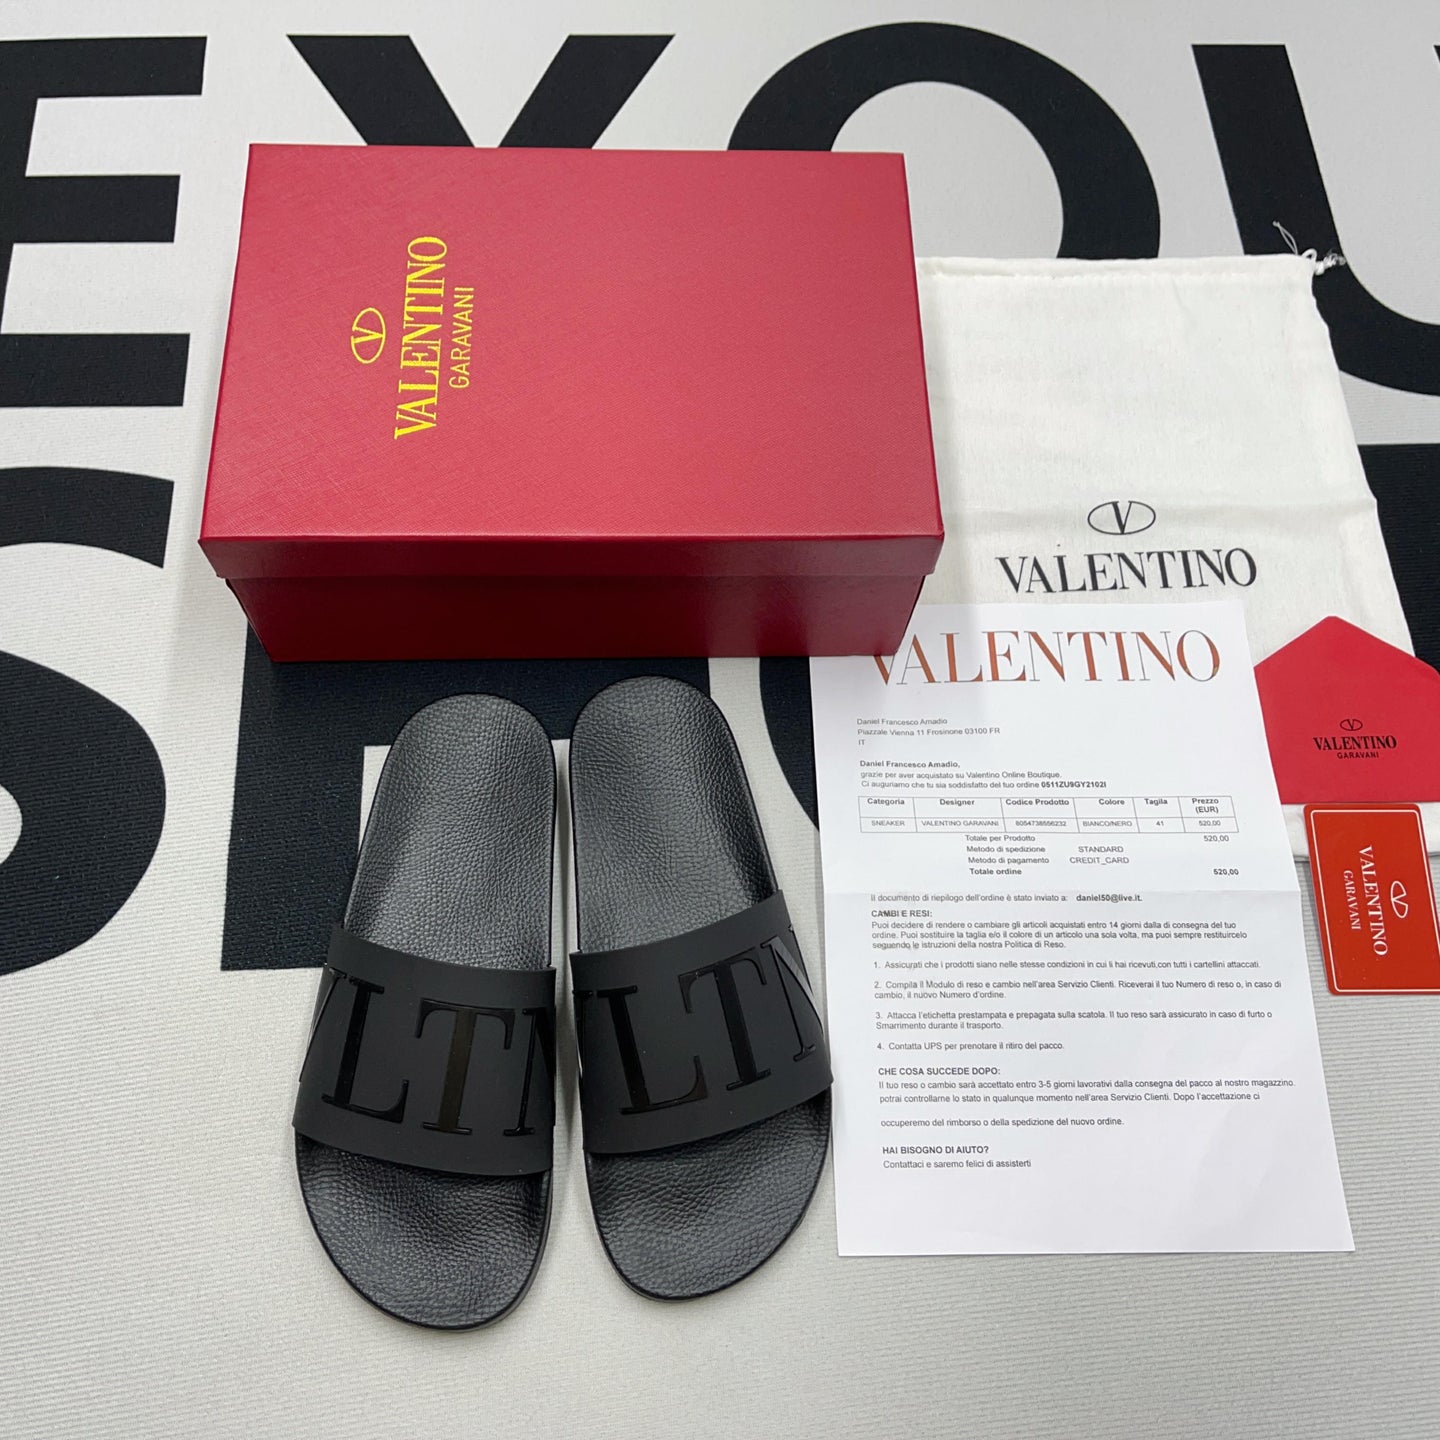 EXOU
S
VALENTINO
GARAVANI
VALENTINO
VALENTINO
Daniel Francesco Amadio
Piazzale Vienna 11 Frosinone 03100 FR
IT
Daniel Francesco Amadio,
grazie per aver acquistato su Valentino Online Boutique.
Ci auguriamo che tu sia soddisfatto del tuo ordine 0511ZU9GY2102I
Categoria Designer Codice Prodotto Colore Taglia Prezzo
(EUR)
SNEAKER VALENTINO GARAVANI 8054738556232 BIANCO/NERO 41 520,00
Totale per Prodotto 520,00
Metodo di spedizione STANDARD
Metodo di pagamento CREDIT_CARD
Totale ordine 520,00
Il documento di riepilogo dell'ordine è stato inviato a: daniel50@live.it.
CAMBI E RESI:
Puoi decidere di rendere o cambiare gli articoli acquistati entro 14 giorni dalla di consegna del tuo
ordine. Puoi sostituire la taglia e/o il colore di un articolo una sola volta, ma puoi sempre restituircelo
seguendo le istruzioni della nostra Politica di Reso.
1. Assicurati che i prodotti siano nelle stesse condizioni in cui li hai ricevuti,con tutti i cartellini attaccati.
2. Compila il Modulo di reso e cambio nell'area Servizio Clienti. Riceverai il tuo Numero di reso o, in caso di
cambio, il nuovo Numero d'ordine.
3. Attacca l'etichetta prestampata e prepagata sulla scatola. Il tuo reso sarà assicurato in caso di furto o
Smarrimento durante il trasporto.
4. Contatta UPS per prenotare il ritiro del pacco.
CHE COSA SUCCEDE DOPO:
Il tuo reso o cambio sarà accettato entro 3-5 giorni lavorativi dalla consegna del pacco al nostro magazzino.
potrai controllarne lo stato in qualunque momento nell'area Servizio Clienti. Dopo l'accettazione ci
occuperemo del rimborso o della spedizione del nuovo ordine.
HAI BISOGNO DI AIUTO?
Contattaci e saremo felici di assisterti
VALENTINO
GARAVANI
VALENTINO
GARAVANI
VLTN
VLTN